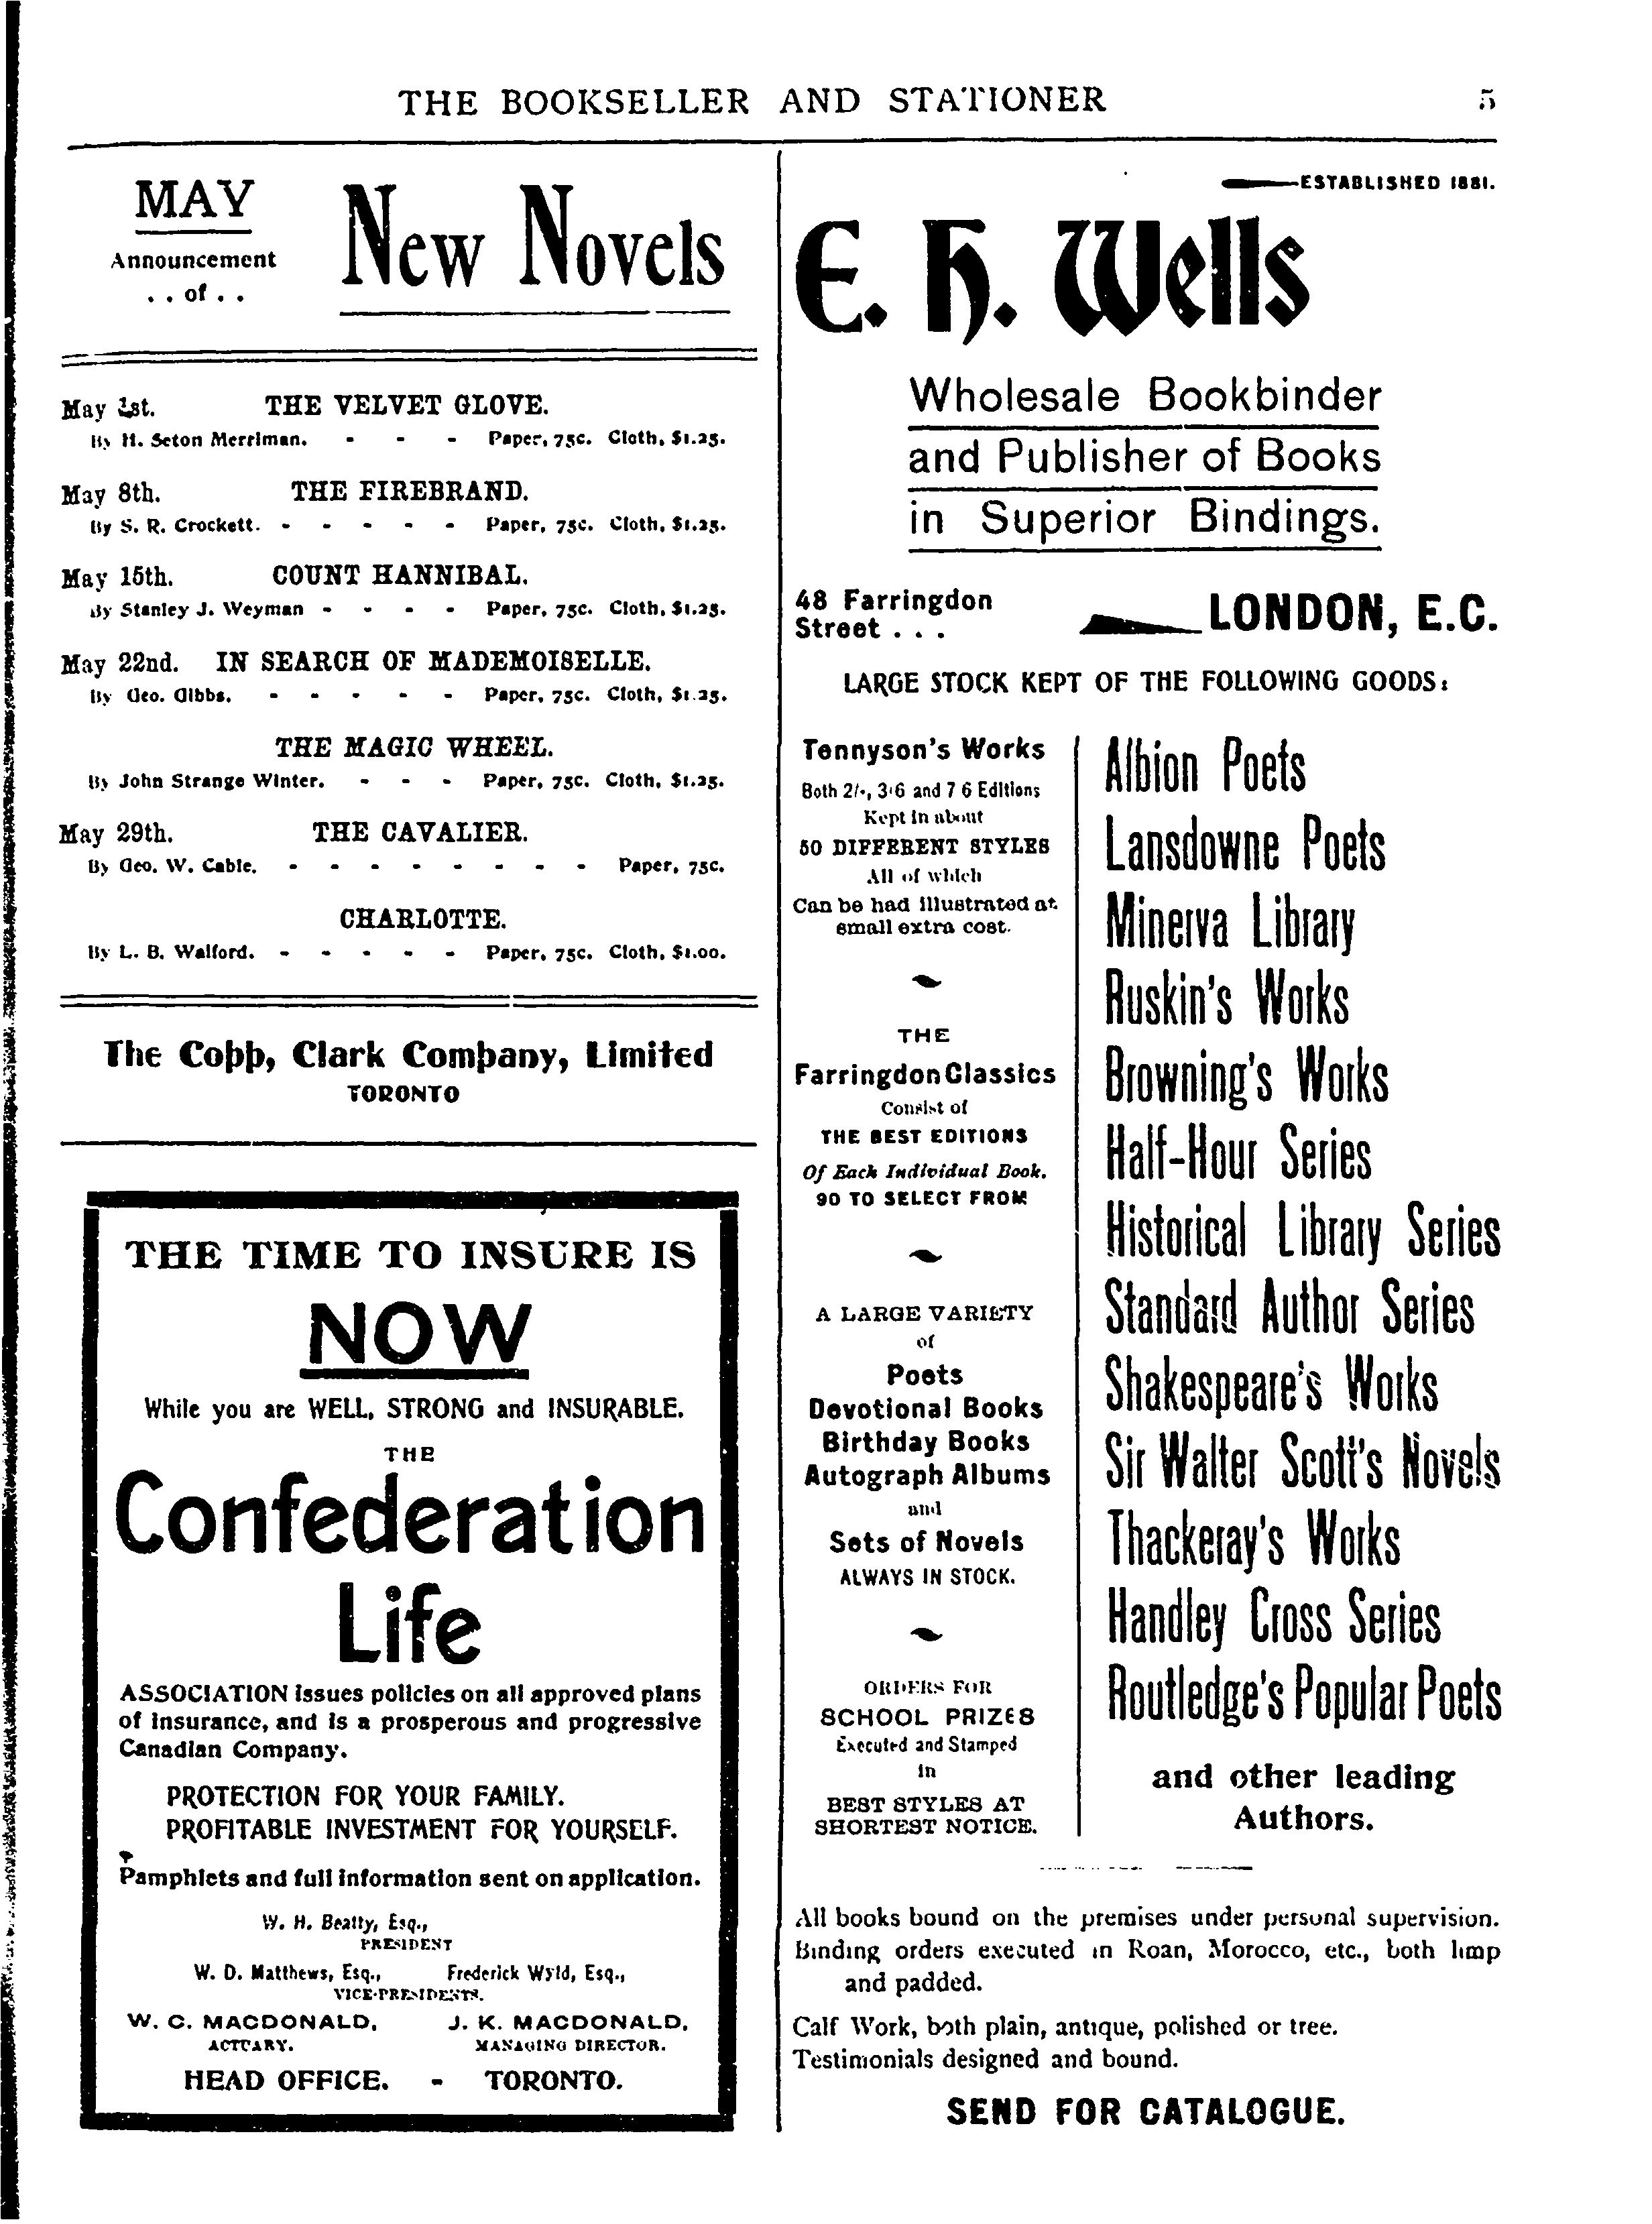 THE BOOKSELLER AND STATIONER 5
MAY
Announcement
. . of . .
New Novels
May 1st. THE VELVET GLOVE.
By H. Seton Merriman. - - - Paper, 75c. Cloth, $1.25.
May 8th. THE FIREBRAND.
By S. R. Crockett. - - - - - Paper, 75c. Cloth, $1.25.
May 15th. COUNT HANNIBAL.
By Stanley J. Weyman - - - - Paper, 75c. Cloth, $1.25.
May 22nd. IN SEARCH OF MADEMOISELLE.
By Geo. Gibbs. - - - - - Paper, 75c. Cloth, $1.25.
THE MAGIC WHEEL.
By John Strange Winter. - - - Paper, 75c. Cloth, $1.25.
May 29th. THE CAVALIER.
By Geo. W. Cable. - - - - - - - - Paper, 75c.
CHARLOTTE.
By L. B. Walford. - - - - - Paper, 75c. Cloth, $1.00.
The Copp, Clark Company, Limited
TORONTO
THE TIME TO INSURE IS
NOW
While you are WELL, STRONG and INSURABLE.
THE
Confederation
Life
ASSOCIATION issues policies on all approved plans
of insurance, and is a prosperous and progressive
Canadian Company.
PROTECTION FOR YOUR FAMILY.
PROFITABLE INVESTMENT FOR YOURSELF.
Pamphlets and full information sent on application.
W. H. Beatty, Esq.,
PRESIDENT
W. D. Matthews, Esq., Frederick Wyld, Esq.,
VICE-PRESIDENTS.
W. C. MACDONALD, J. K. MACDONALD,
ACTUARY. MANAGING DIRECTOR.
HEAD OFFICE. - TORONTO.
ESTABLISHED 1881.
E. H. Wells
Wholesale Bookbinder
and Publisher of Books
in Superior Bindings.
48 Farringdon
Street . . .
LONDON, E.C.
LARGE STOCK KEPT OF THE FOLLOWING GOODS:
Tennyson's Works
Both 2/-, 3/6 and 7 6 Editions
Kept in about
50 DIFFERENT STYLES
All of which
Can be had illustrated at
small extra cost.
THE
Farringdon Classics
Consist of
THE BEST EDITIONS
Of Each Individual Book.
90 TO SELECT FROM
A LARGE VARIETY
of
Poets
Devotional Books
Birthday Books
Autograph Albums
and
Sets of Novels
ALWAYS IN STOCK.
ORDERS FOR
SCHOOL PRIZES
Executed and Stamped
in
BEST STYLES AT
SHORTEST NOTICE.
Albion Poets
Lansdowne Poets
Minerva Library
Ruskin's Works
Browning's Works
Half-Hour Series
Historical Library Series
Standard Author Series
Shakespeare's Works
Sir Walter Scott's Novels
Thackeray's Works
Handley Cross Series
Routledge's Popular Poets
and other leading
Authors.
All books bound on the premises under personal supervision.
Binding orders executed in Roan, Morocco, etc., both limp
and padded.
Calf Work, both plain, antique, polished or tree.
Testimonials designed and bound.
SEND FOR CATALOGUE.